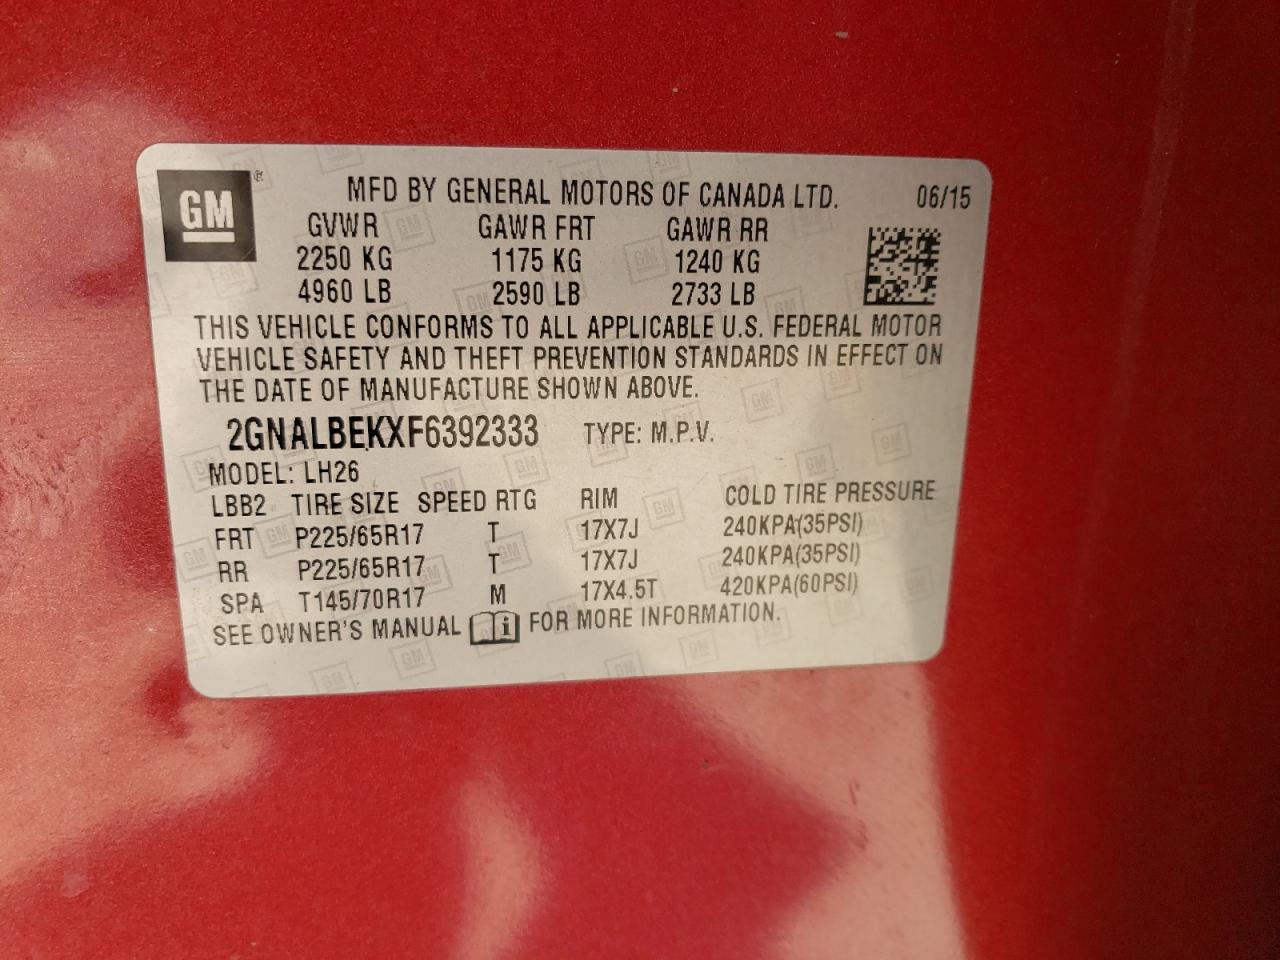 GM®
MFD BY GENERAL MOTORS OF CANADA LTD. 06/15
GVWR GAWR FRT GAWR RR
2250 KG 1175 KG 1240 KG
4960 LB 2590 LB 2733 LB
THIS VEHICLE CONFORMS TO ALL APPLICABLE U.S. FEDERAL MOTOR
VEHICLE SAFETY AND THEFT PREVENTION STANDARDS IN EFFECT ON
THE DATE OF MANUFACTURE SHOWN ABOVE.
2GNALBEKXF6392333 TYPE: M.P.V.
MODEL: LH26
LBB2 TIRE SIZE SPEED RTG RIM COLD TIRE PRESSURE
FRT P225/65R17 T 17X7J 240KPA(35PSI)
RR P225/65R17 T 17X7J 240KPA(35PSI)
SPA T145/70R17 M 17X4.5T 420KPA(60PSI)
SEE OWNER'S MANUAL i FOR MORE INFORMATION.